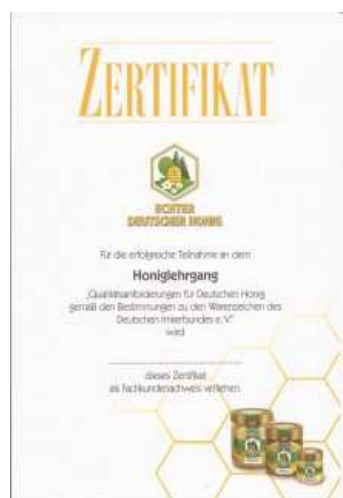 ZERTIFIKAT
ECHTER
DEUTSCHER HONIG
Für die erfolgreiche Teilnahme an dem
Honiglehrgang
„Qualitätsanforderungen für Deutschen Honig
gemäß den Bestimmungen zu den Warenzeichen des
Deutschen Imkerbundes e. V."
wird
dieses Zertifikat
als Fachkundenachweis verliehen.